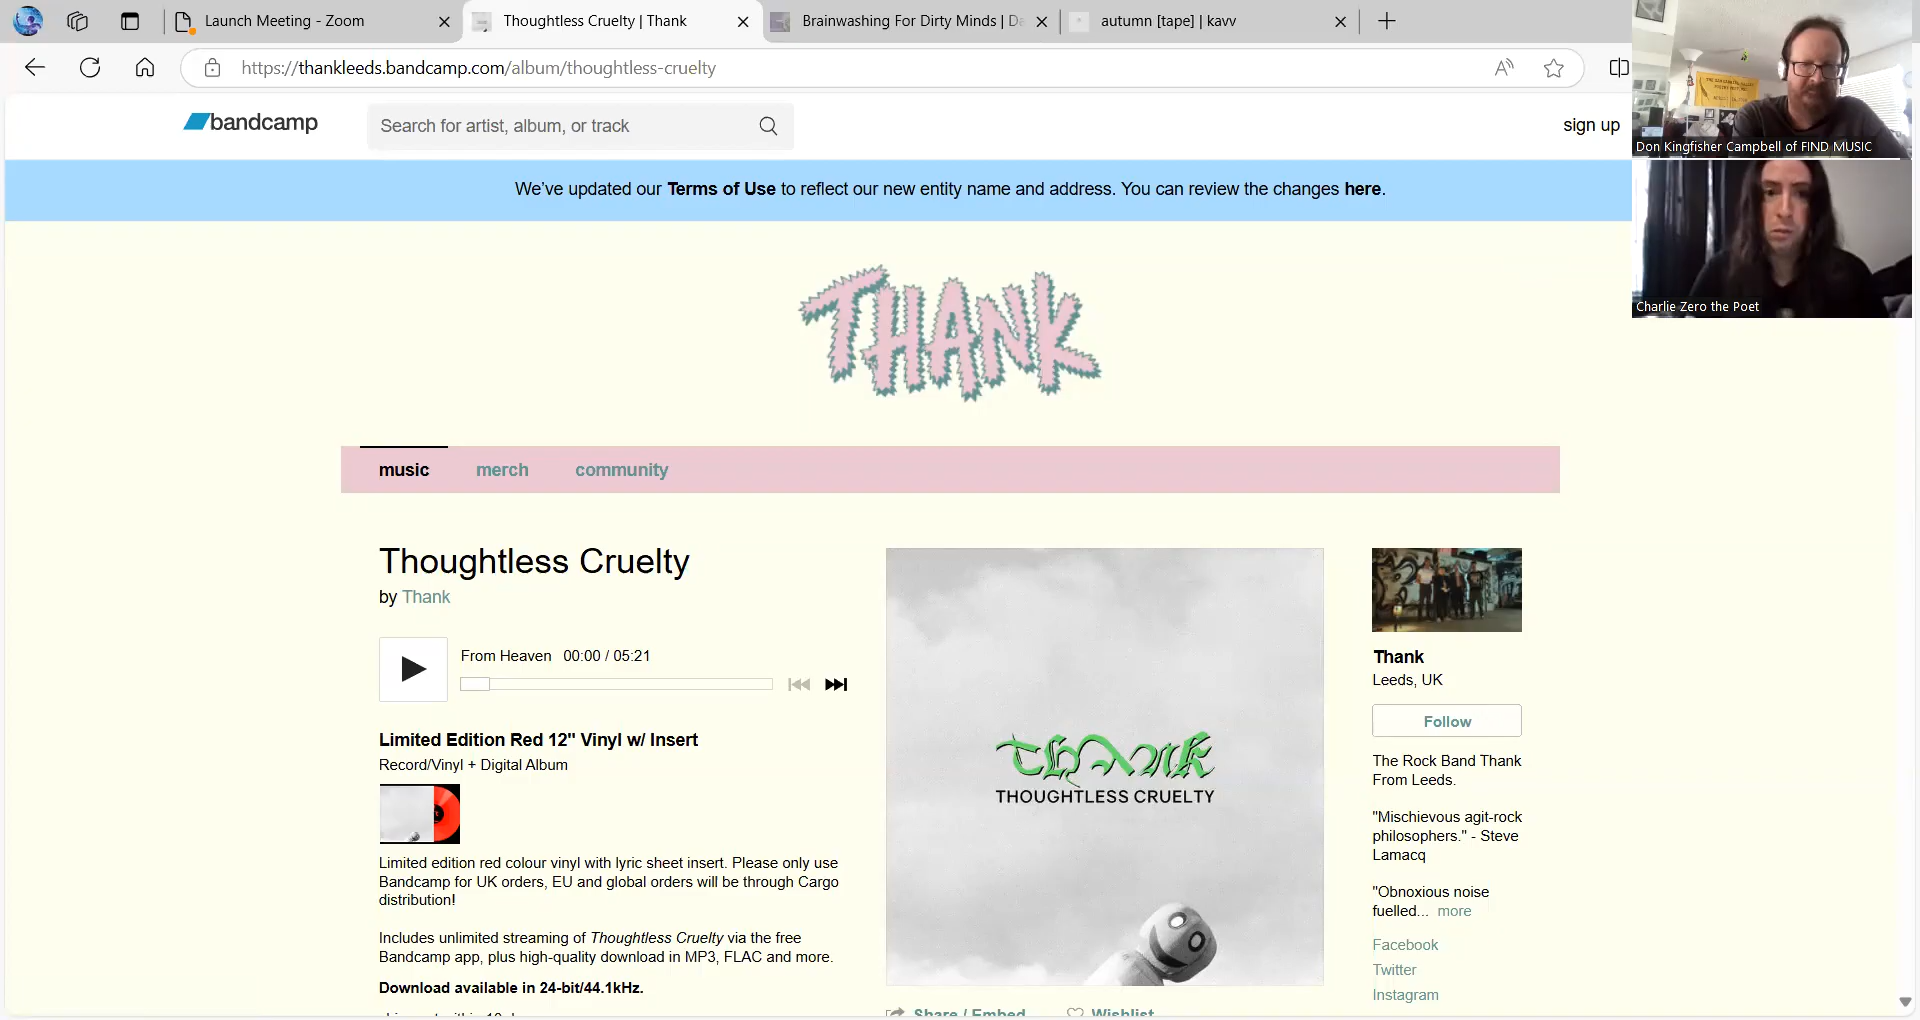 Launch Meeting - Zoom
Thoughtless Cruelty | Thank
Brainwashing For Dirty Minds | Da
autumn [tape] | kavv
https://thankleeds.bandcamp.com/album/thoughtless-cruelty
bandcamp
Search for artist, album, or track
sign up
Don Kingfisher Campbell of FIND MUSIC
Charlie Zero the Poet
We've updated our Terms of Use to reflect our new entity name and address. You can review the changes here.
THANK
music
merch
community
Thoughtless Cruelty
by Thank
From Heaven 00:00 / 05:21
Limited Edition Red 12" Vinyl w/ Insert
Record/Vinyl + Digital Album
Limited edition red colour vinyl with lyric sheet insert. Please only use
Bandcamp for UK orders, EU and global orders will be through Cargo
distribution!
Includes unlimited streaming of Thoughtless Cruelty via the free
Bandcamp app, plus high-quality download in MP3, FLAC and more.
Download available in 24-bit/44.1kHz.
THANK
THOUGHTLESS CRUELTY
Share / Embed
Wishlist
Thank
Leeds, UK
Follow
The Rock Band Thank
From Leeds.
"Mischievous agit-rock
philosophers." - Steve
Lamacq
"Obnoxious noise
fuelled... more
Facebook
Twitter
Instagram